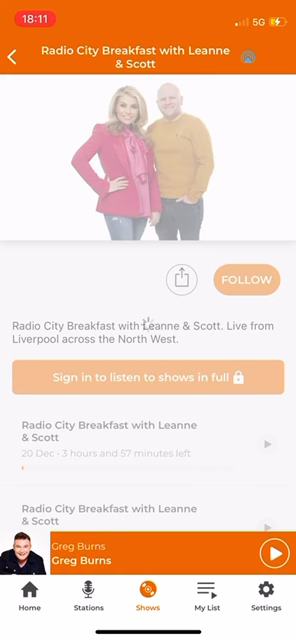 18:11
5G
Radio City Breakfast with Leanne
& Scott
FOLLOW
Radio City Breakfast with Leanne & Scott. Live from
Liverpool across the North West.
Sign in to listen to shows in full
Radio City Breakfast with Leanne
& Scott
20 Dec • 3 hours and 57 minutes left
Radio City Breakfast with Leanne
& Scott
Greg Burns
Greg Burns
Home
Stations
Shows
My List
Settings